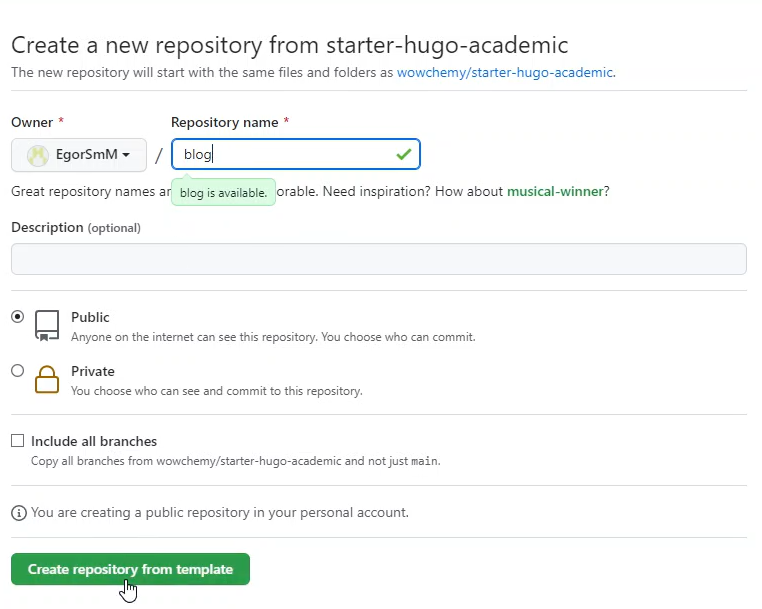 Create a new repository from starter-hugo-academic
The new repository will start with the same files and folders as wowchemy/starter-hugo-academic.
Owner *
Repository name *
EgorSmM
/
blog
Great repository names ar orable. Need inspiration? How about musical-winner?
blog is available.
Description (optional)
Public
Anyone on the internet can see this repository. You choose who can commit.
Private
You choose who can see and commit to this repository.
Include all branches
Copy all branches from wowchemy/starter-hugo-academic and not just main.
You are creating a public repository in your personal account.
Create repository from template